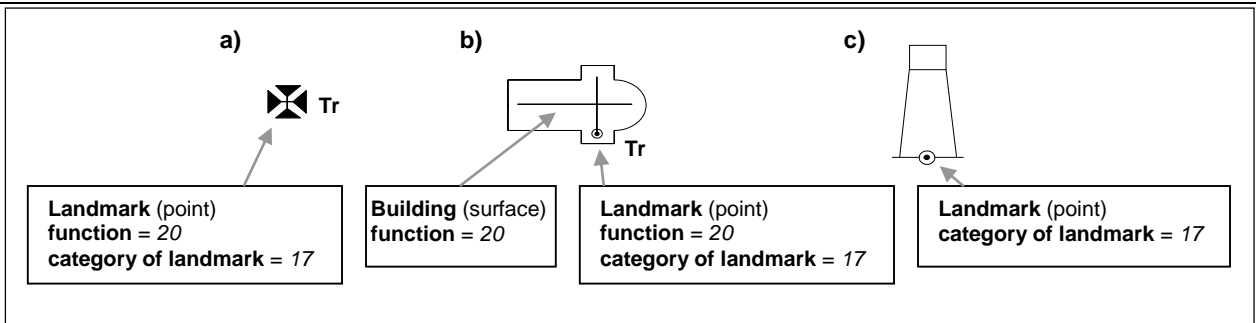 a)
b)
c)
Tr
Tr
Landmark (point)
function = 20
category of landmark = 17
Building (surface)
function = 20
Landmark (point)
function = 20
category of landmark = 17
Landmark (point)
category of landmark = 17